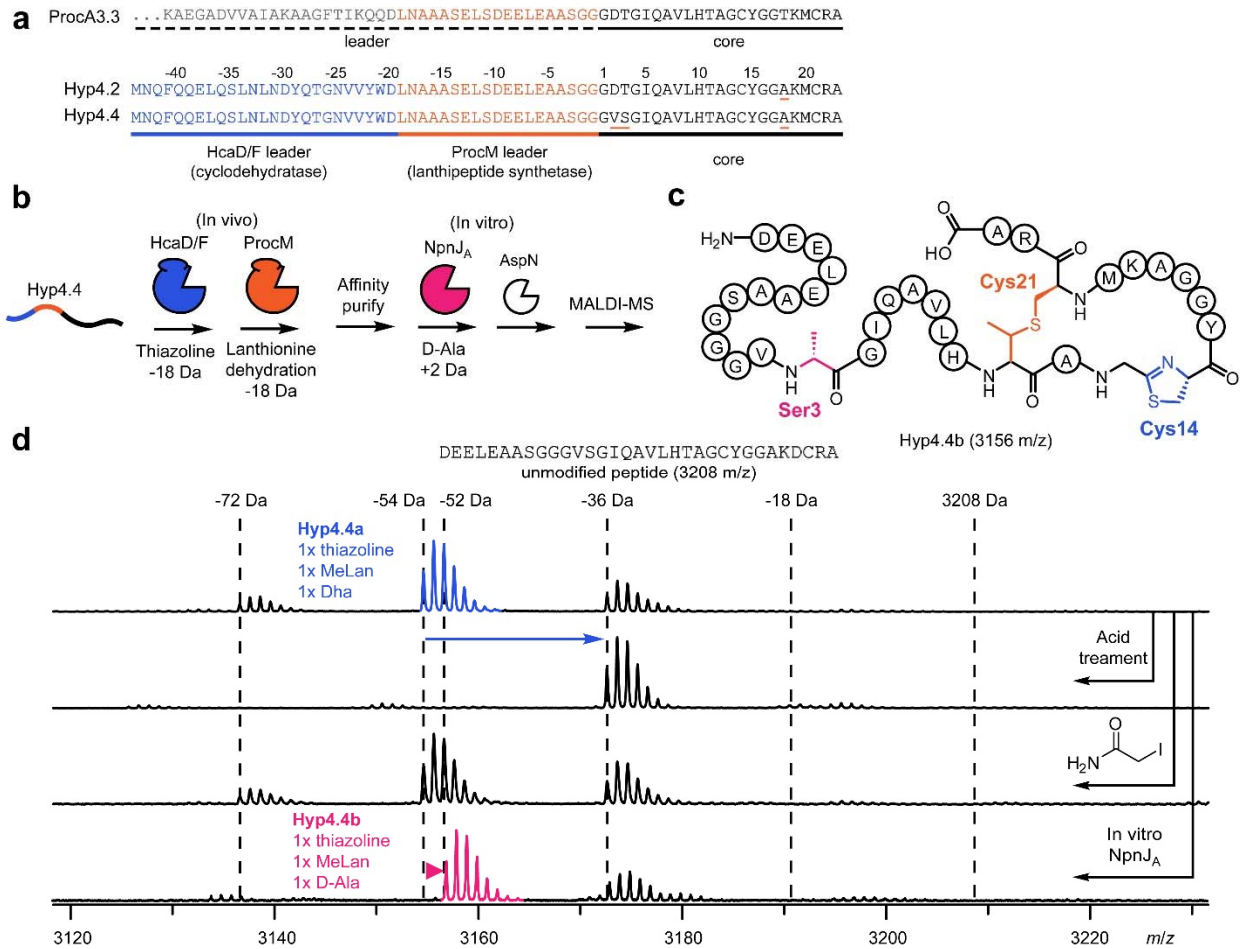 a
ProcA3.3 ...KAEGADVVAIAKAAGFTIKQQDLNAAASELSDEELEAASGGGDTGIQAVLHTAGCYGGTKMCRA
leader core
-40 -35 -30 -25 -20 -15 -10 -5 1 5 10 15 20
Hyp4.2 MNQFQQELQSLNLNDYQTGNVVYWDLNAAASELSDEELEAASGGGDTGIQAVLHTAGCYGGAKMCRA
Hyp4.4 MNQFQQELQSLNLNDYQTGNVVYWDLNAAASELSDEELEAASGGGVSGIQAVLHTAGCYGGAKMCRA
HcaD/F leader ProcM leader core
(cyclodehydratase) (lanthipeptide synthetase)
b
(In vivo) (In vitro)
HcaD/F ProcM NpnJA AspN
Hyp4.4
Affinity
purify
MALDI-MS
Thiazoline
-18 Da
Lanthionine
dehydration
-18 Da
D-Ala
+2 Da
c
H2N D E E L E A A S G G G V N H O G I Q A V L H N H O A N H
Ser3
O HO A R O
Cys21
S N H M K A G G Y O N S
Cys14
Hyp4.4b (3156 m/z)
d
DEELEAASGGGVSGIQAVLHTAGCYGGAKDCRA
unmodified peptide (3208 m/z)
-72 Da -54 Da -52 Da -36 Da -18 Da 3208 Da
Hyp4.4a
1x thiazoline
1x MeLan
1x Dha
Acid
treament
O H2N I
Hyp4.4b
1x thiazoline
1x MeLan
1x D-Ala
In vitro
NpnJA
3120 3140 3160 3180 3200 3220 m/z